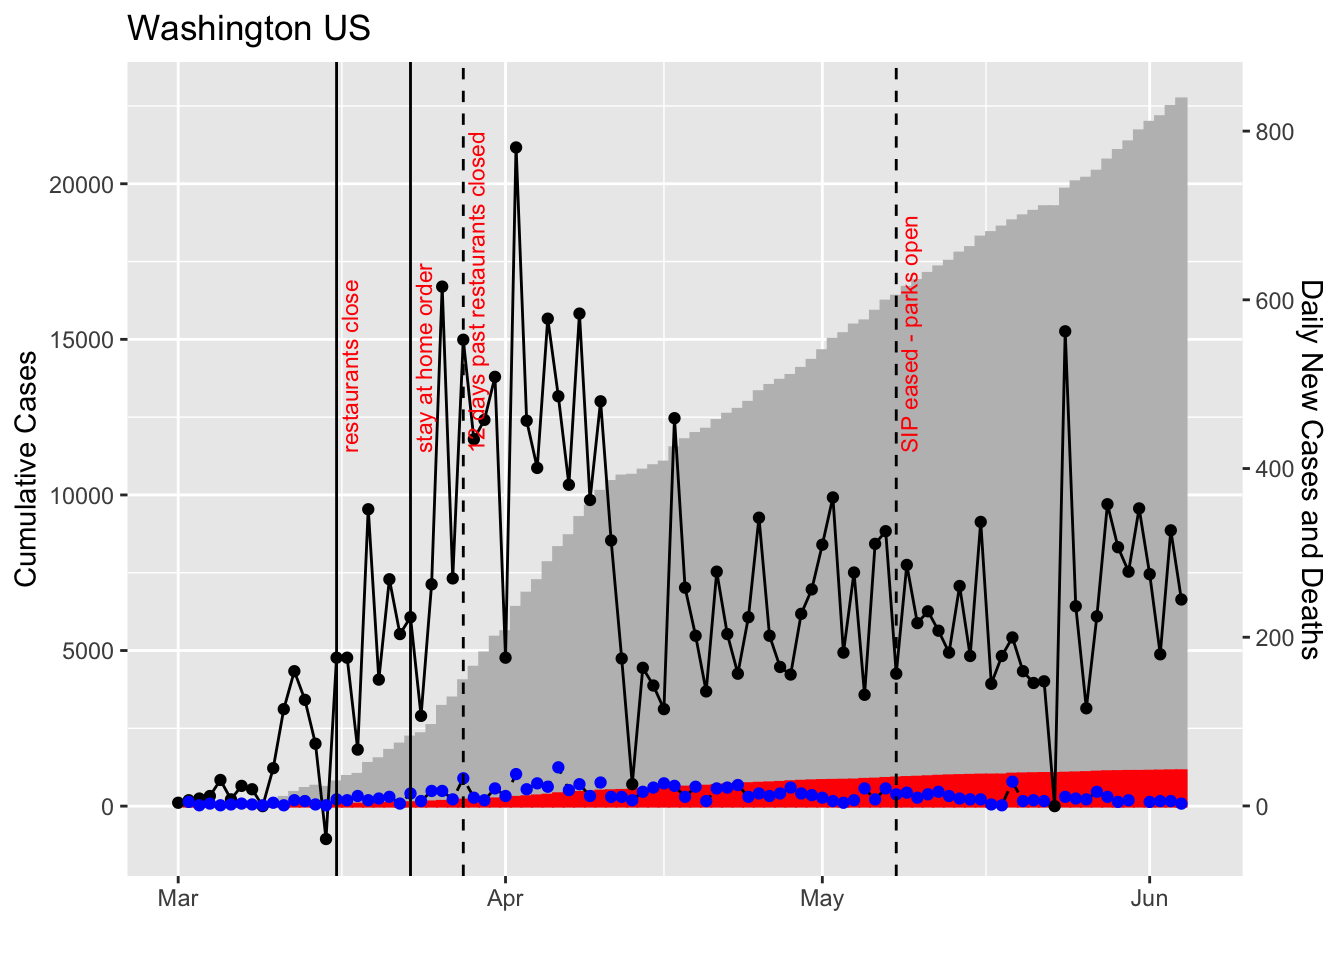 Washington US
Cumulative Cases
20000
15000
10000
5000
0
restaurants close
stay at home order
12 days past restaurants closed
SIP eased - parks open
800
600
400
200
0
Daily New Cases and Deaths
Mar
Apr
May
Jun